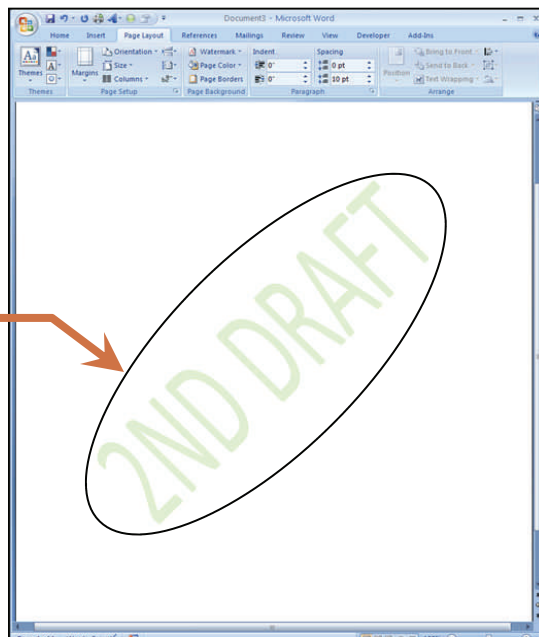 Document3 - Microsoft Word
Home Insert Page Layout References Mailings Review View Developer Add-Ins
Aa Themes
Themes
Margins Orientation Size Columns
Page Setup
Watermark Page Color Page Borders
Page Background
Indent Spacing
0" 0 pt
0" 10 pt
Paragraph
Position Bring to Front Send to Back Text Wrapping
Arrange
2ND DRAFT